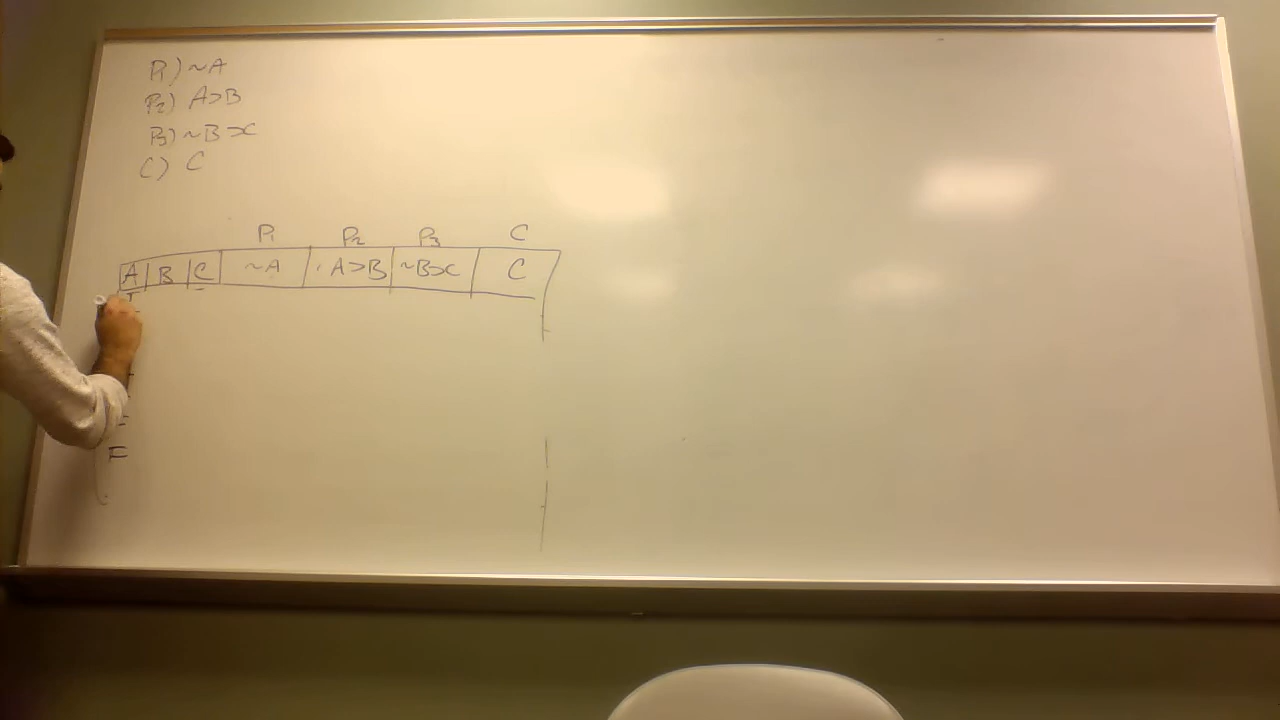 P1) ~A
P2) A>B
P3) ~B>C
C) C
P1 P2 P3 C
A B C ~A A>B ~B>C C
T
F